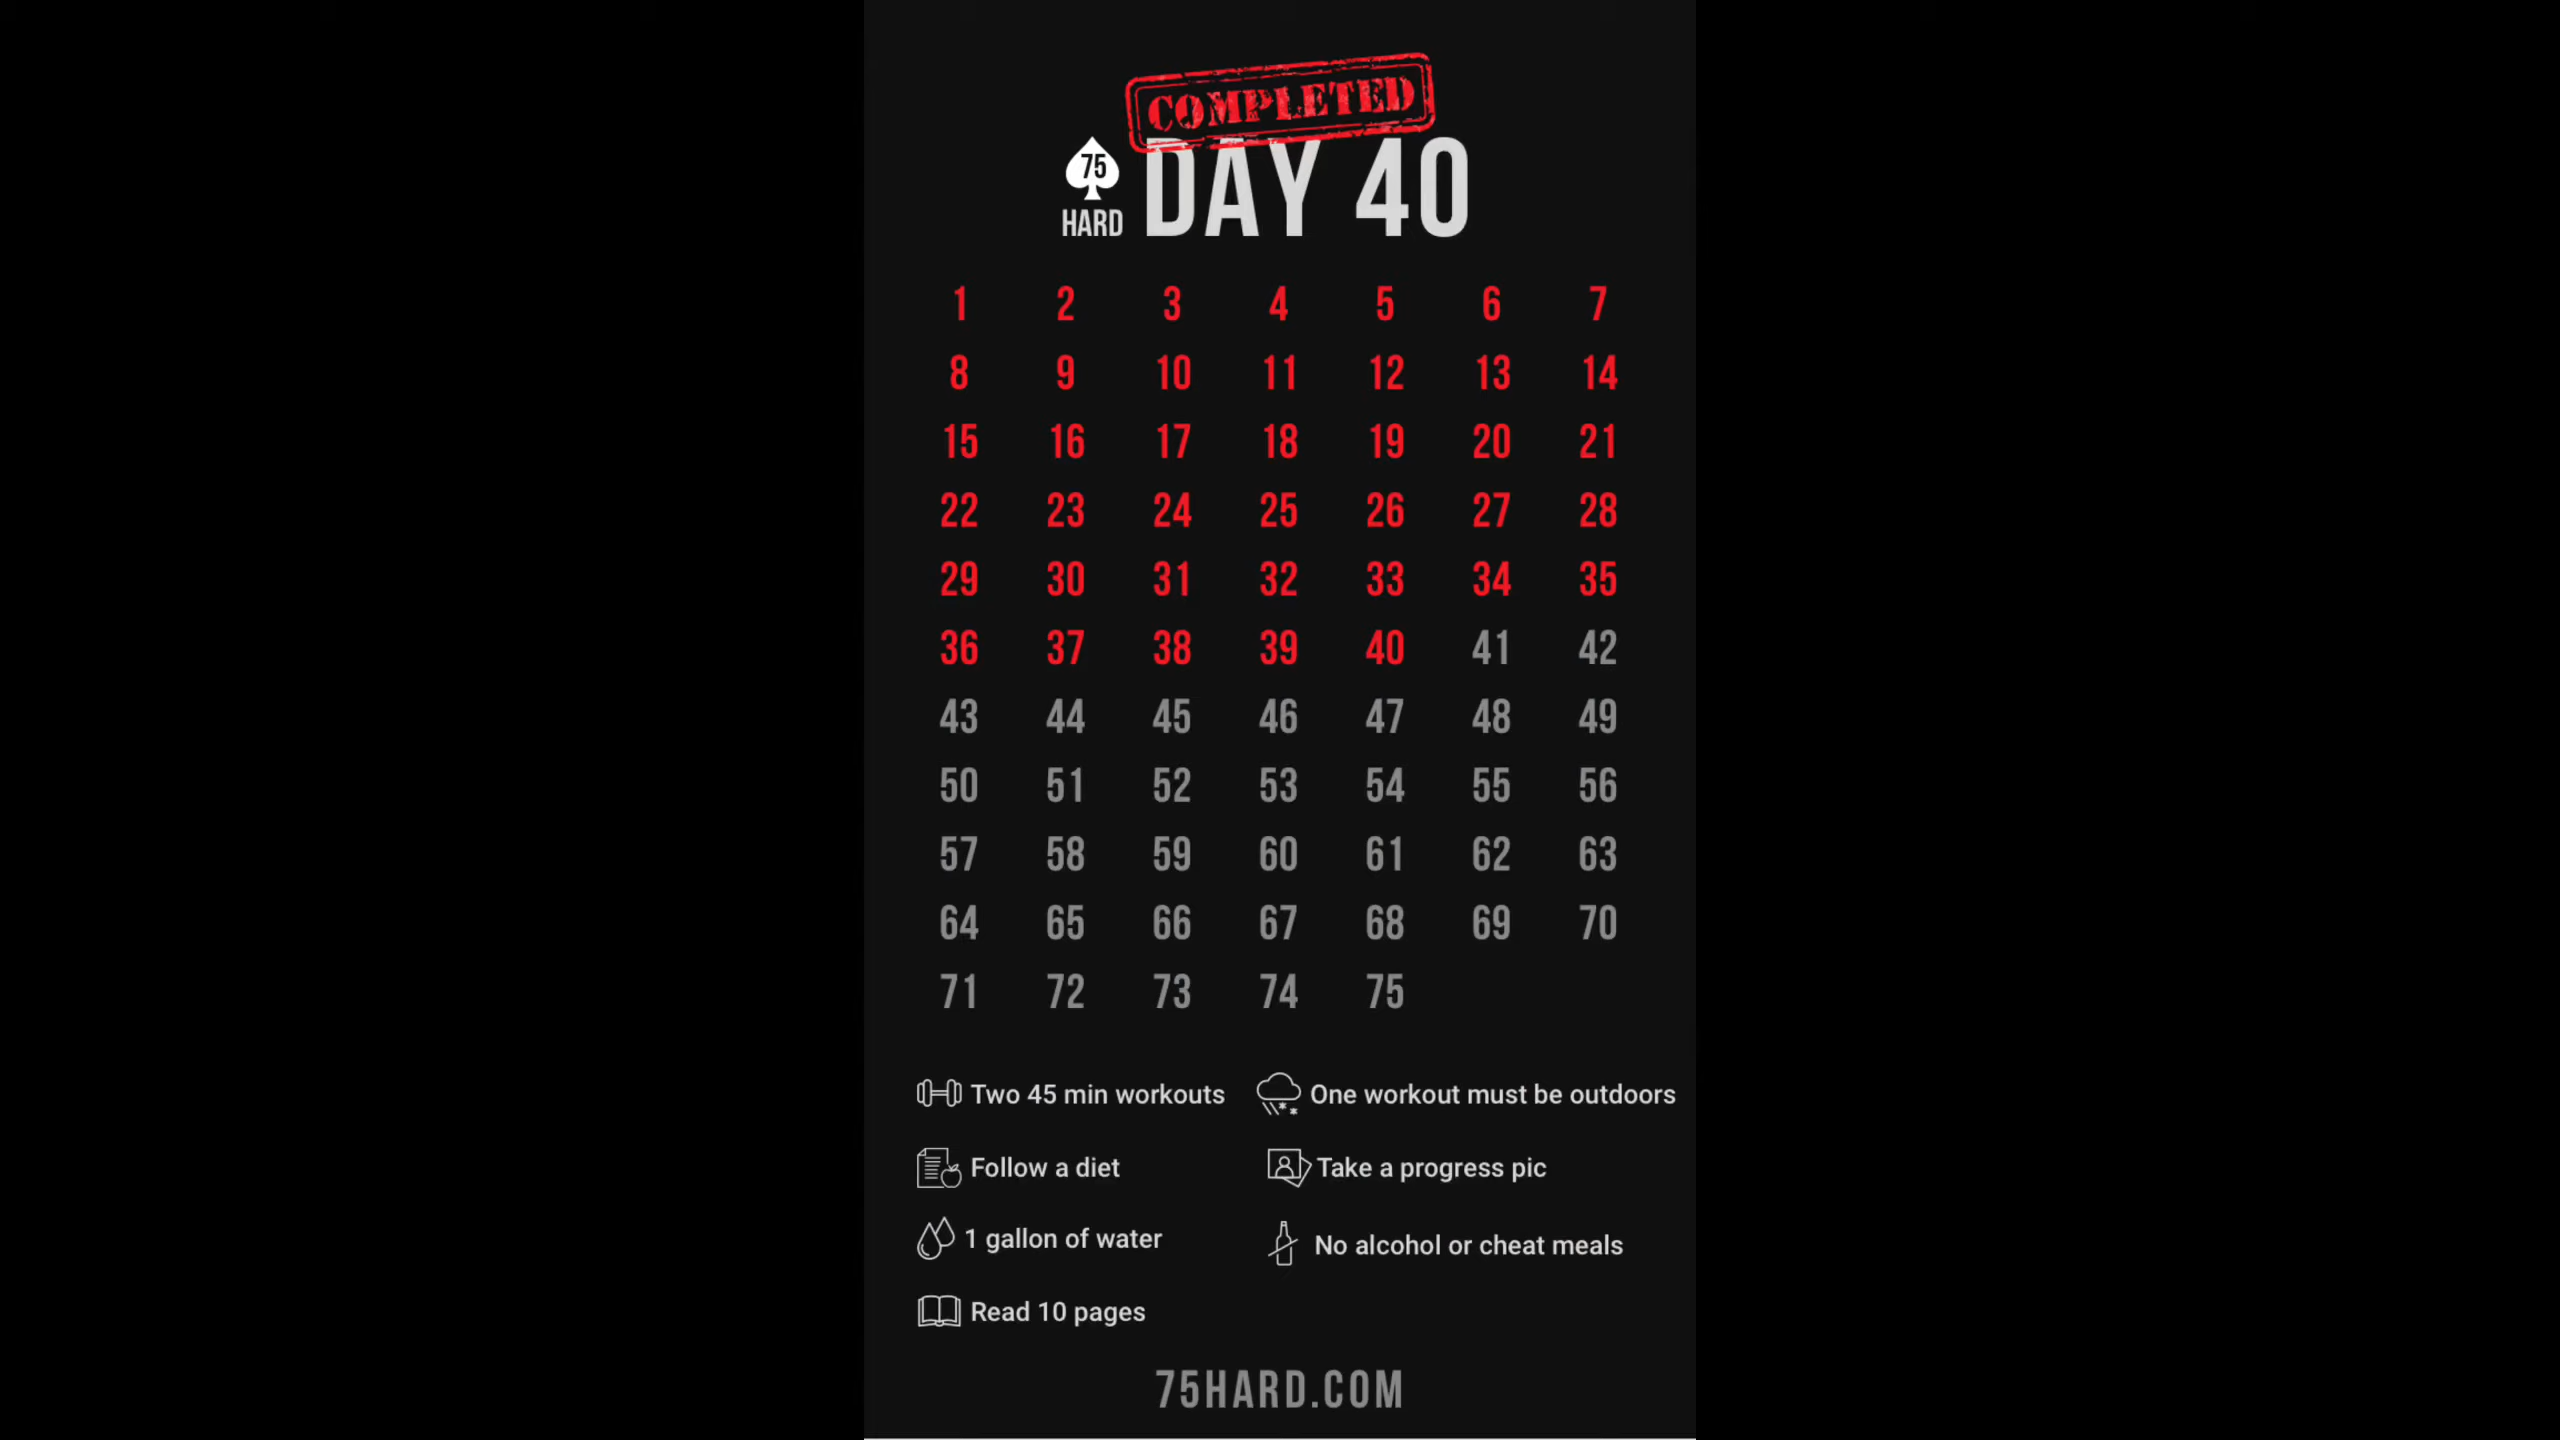 COMPLETED
75
HARD
DAY 40
1 2 3 4 5 6 7
8 9 10 11 12 13 14
15 16 17 18 19 20 21
22 23 24 25 26 27 28
29 30 31 32 33 34 35
36 37 38 39 40 41 42
43 44 45 46 47 48 49
50 51 52 53 54 55 56
57 58 59 60 61 62 63
64 65 66 67 68 69 70
71 72 73 74 75
Two 45 min workouts
One workout must be outdoors
Follow a diet
Take a progress pic
1 gallon of water
No alcohol or cheat meals
Read 10 pages
75HARD.COM